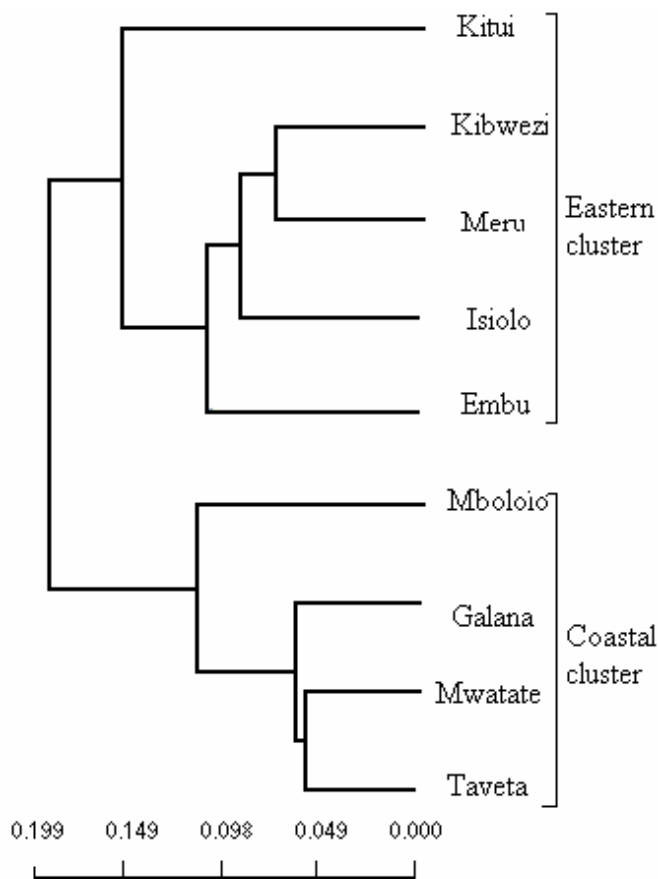 Kitui
Kibwezi
Meru
Eastern
cluster
Isiolo
Embu
Mboloio
Galana
Coastal
cluster
Mwatate
Taveta
0.199 0.149 0.098 0.049 0.000